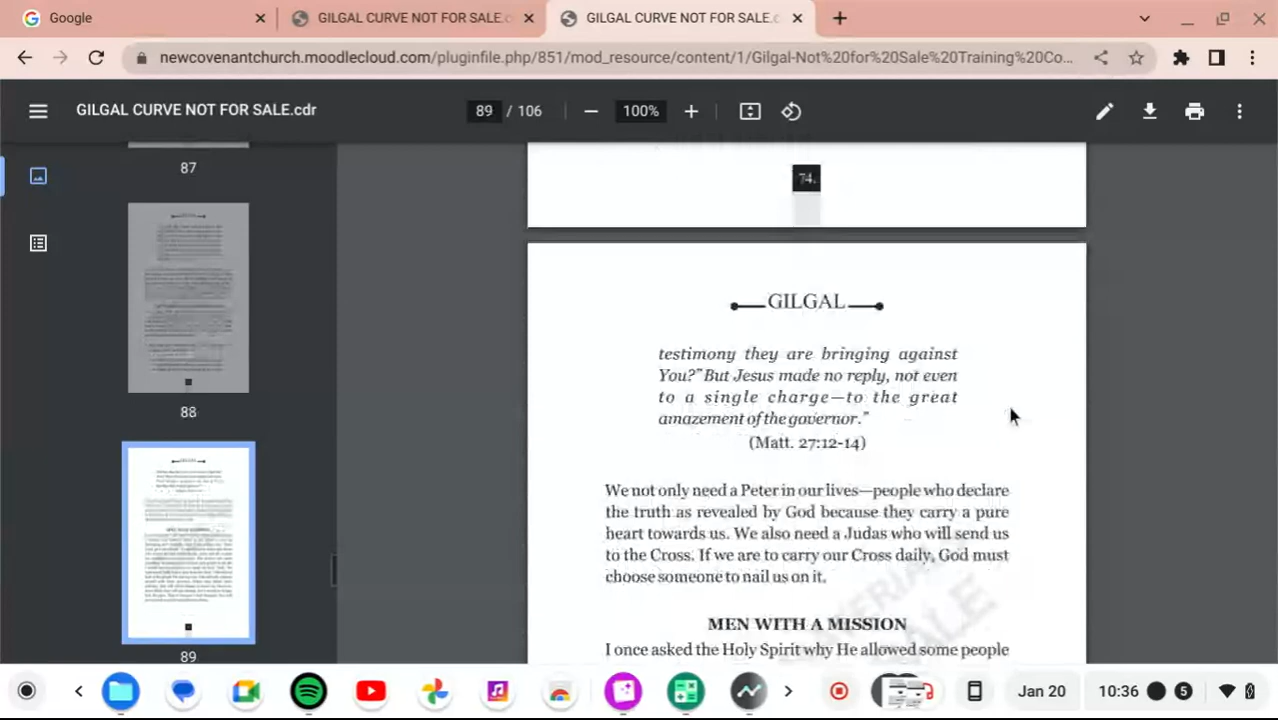 Google
GILGAL CURVE NOT FOR SALE.c
GILGAL CURVE NOT FOR SALE.c
newcovenantchurch.moodlecloud.com/pluginfile.php/851/mod_resource/content/1/Gilgal-Not%20for%20Sale%20Training%20Co...
GILGAL CURVE NOT FOR SALE.cdr
89 / 106
100%
87
88
89
74.
GILGAL
testimony they are bringing against
You?" But Jesus made no reply, not even
to a single charge—to the great
amazement of the governor."
(Matt. 27:12-14)
We not only need a Peter in our lives—people who declare
the truth as revealed by God because they carry a pure
heart towards us. We also need a Judas who will send us
to the Cross. If we are to carry our Cross daily, God must
choose someone to nail us on it.
MEN WITH A MISSION
I once asked the Holy Spirit why He allowed some people
Jan 20
10:36
5